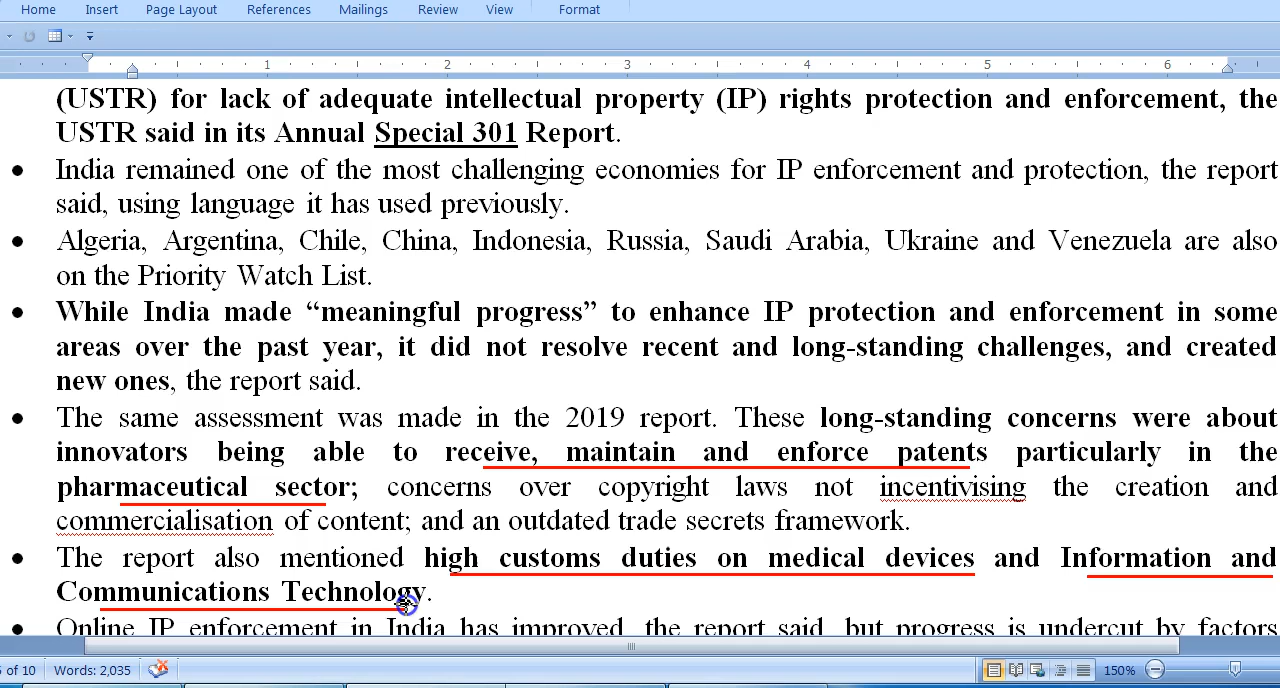 Home Insert Page Layout References Mailings Review View Format
1 2 3 4 5 6
(USTR) for lack of adequate intellectual property (IP) rights protection and enforcement, the
USTR said in its Annual Special 301 Report.
• India remained one of the most challenging economies for IP enforcement and protection, the report
said, using language it has used previously.
• Algeria, Argentina, Chile, China, Indonesia, Russia, Saudi Arabia, Ukraine and Venezuela are also
on the Priority Watch List.
• While India made “meaningful progress” to enhance IP protection and enforcement in some
areas over the past year, it did not resolve recent and long-standing challenges, and created
new ones, the report said.
• The same assessment was made in the 2019 report. These long-standing concerns were about
innovators being able to receive, maintain and enforce patents particularly in the
pharmaceutical sector; concerns over copyright laws not incentivising the creation and
commercialisation of content; and an outdated trade secrets framework.
• The report also mentioned high customs duties on medical devices and Information and
Communications Technology.
• Online IP enforcement in India has improved, the report said, but progress is undercut by factors
of 10 Words: 2,035 150%